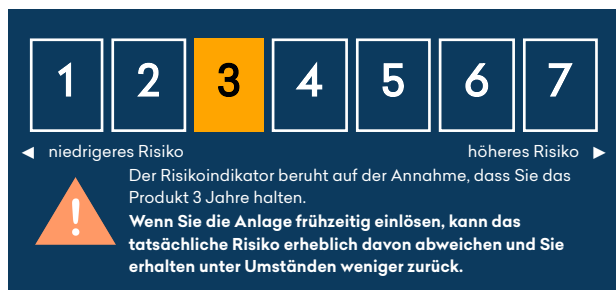 1 2 3 4 5 6 7
◄ niedrigeres Risiko höheres Risiko ►
Der Risikoindikator beruht auf der Annahme, dass Sie das
Produkt 3 Jahre halten.
!
Wenn Sie die Anlage frühzeitig einlösen, kann das
tatsächliche Risiko erheblich davon abweichen und Sie
erhalten unter Umständen weniger zurück.